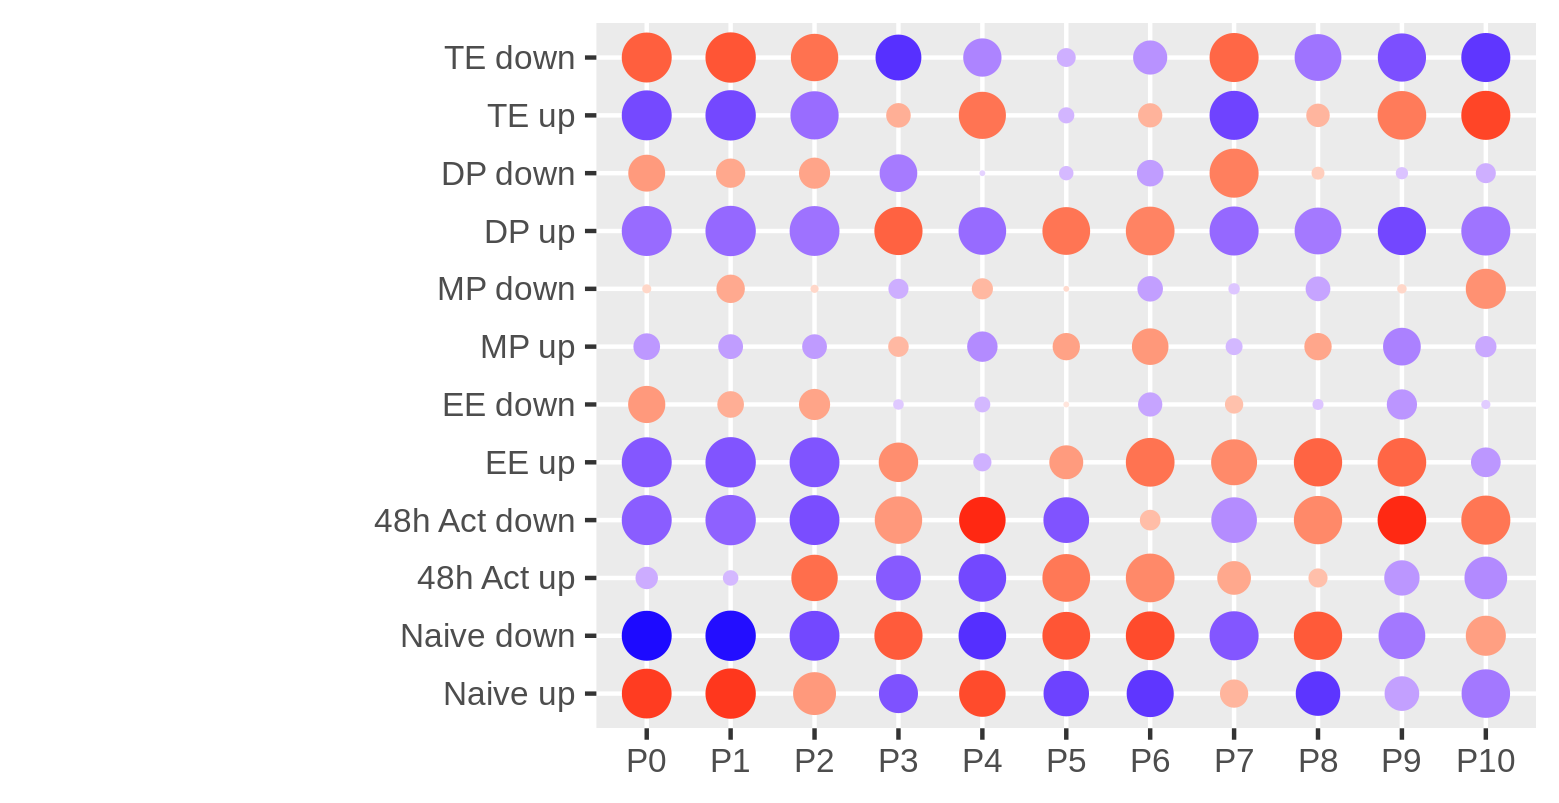 TE down
TE up
DP down
DP up
MP down
MP up
EE down
EE up
48h Act down
48h Act up
Naive down
Naive up
P0 P1 P2 P3 P4 P5 P6 P7 P8 P9 P10